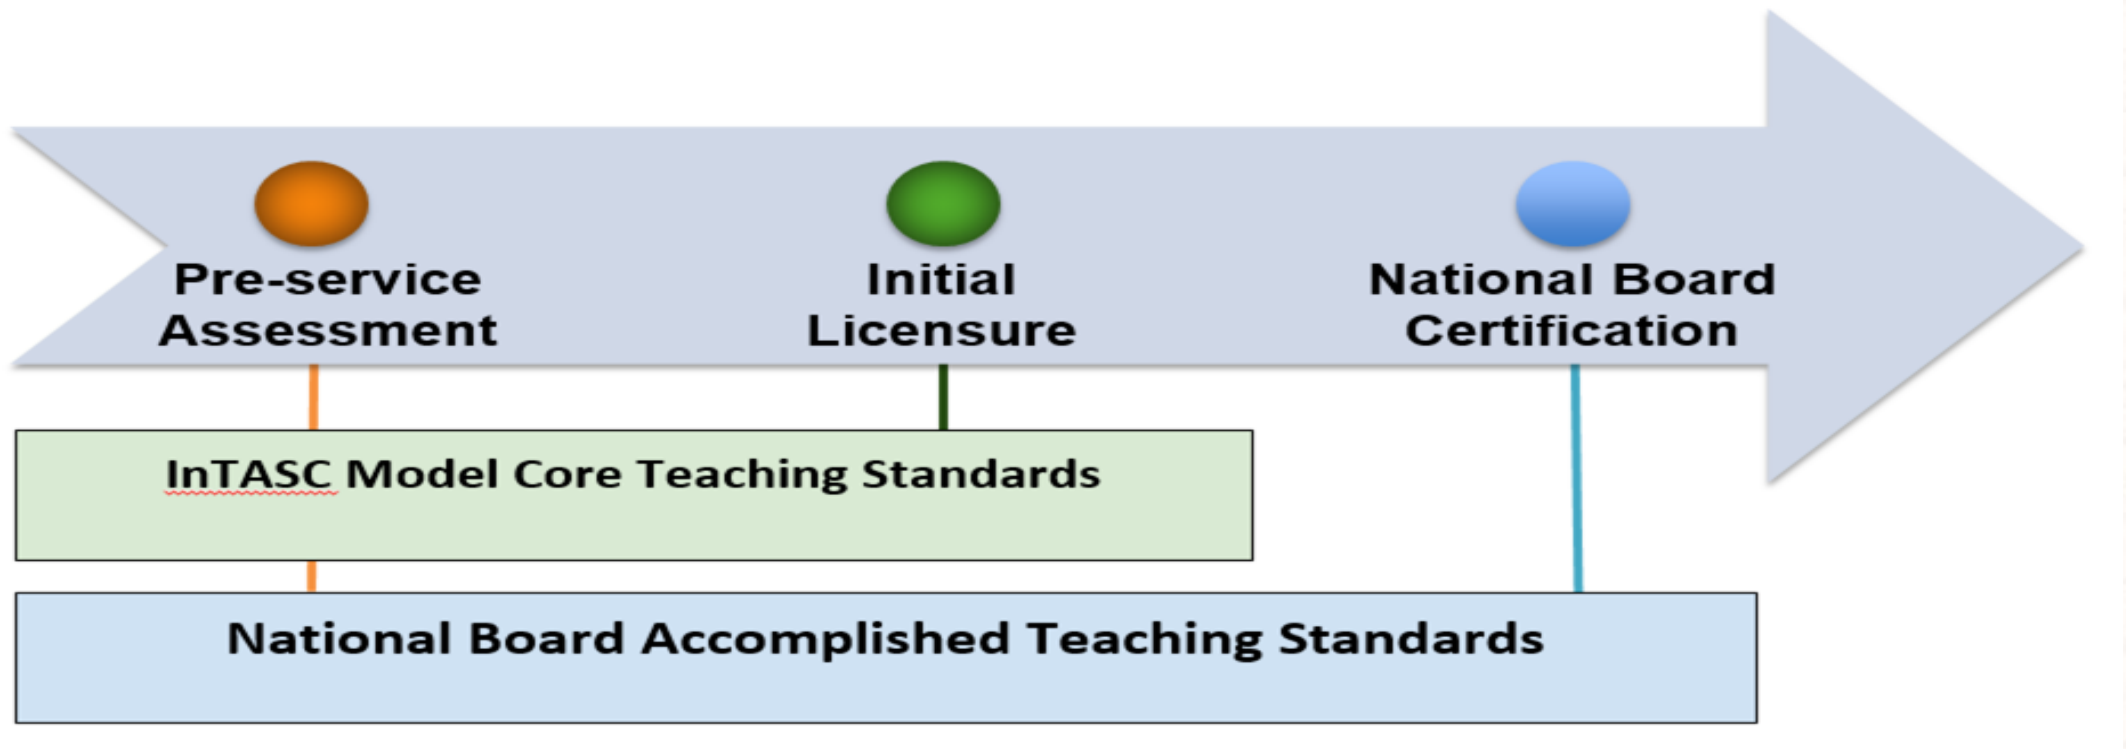 Pre-service
Assessment
Initial
Licensure
National Board
Certification
InTASC Model Core Teaching Standards
National Board Accomplished Teaching Standards